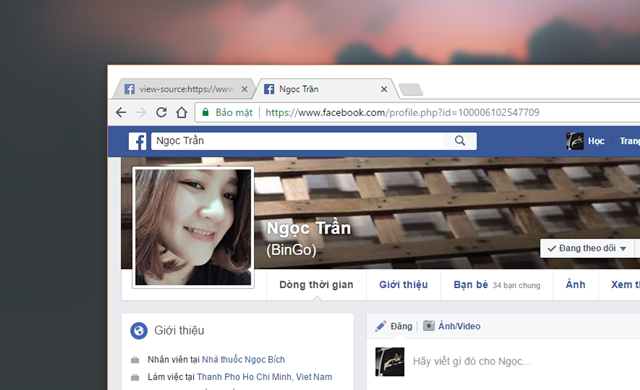 view-source:https://www
Ngọc Trần
Bảo mật
https://www.facebook.com/profile.php?id=100006102547709
Ngọc Trần
Học
Trang
Ngọc Trần
(BinGo)
Đang theo dõi
Dòng thời gian
Giới thiệu
Bạn bè 34 bạn chung
Ảnh
Xem t
Giới thiệu
Đăng
Ảnh/Video
Nhân viên tại Nhà thuốc Ngọc Bích
Hãy viết gì đó cho Ngọc...
Làm việc tại Thanh Pho Ho Chi Minh, Viet Nam